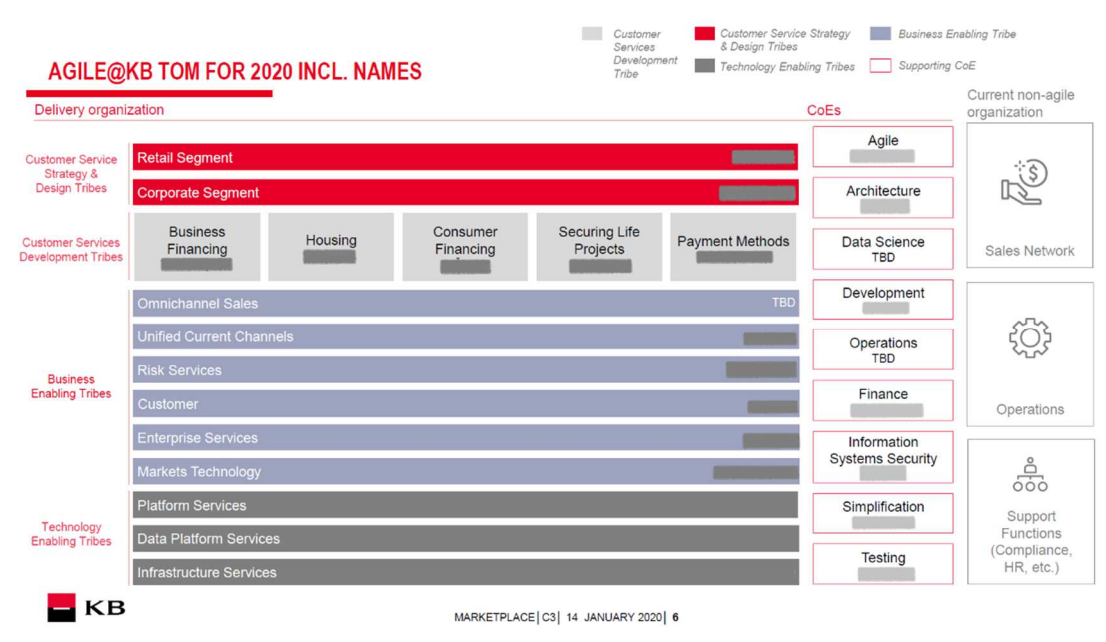 Customer
Services
Development
Tribe
Customer Service Strategy
& Design Tribes
Technology Enabling Tribes
Business Enabling Tribe
Supporting CoE
AGILE@KB TOM FOR 2020 INCL. NAMES
Delivery organization
CoEs
Current non-agile
organization
Customer Service
Strategy &
Design Tribes
Retail Segment
Corporate Segment
Customer Services
Development Tribes
Business
Financing
Housing
Consumer
Financing
Securing Life
Projects
Payment Methods
Business
Enabling Tribes
Omnichannel Sales
TBD
Unified Current Channels
Risk Services
Customer
Enterprise Services
Markets Technology
Technology
Enabling Tribes
Platform Services
Data Platform Services
Infrastructure Services
Agile
Architecture
Data Science
TBD
Development
Operations
TBD
Finance
Information
Systems Security
Simplification
Testing
Sales Network
Operations
Support
Functions
(Compliance,
HR, etc.)
KB
MARKETPLACE| C3| 14 JANUARY 2020| 6